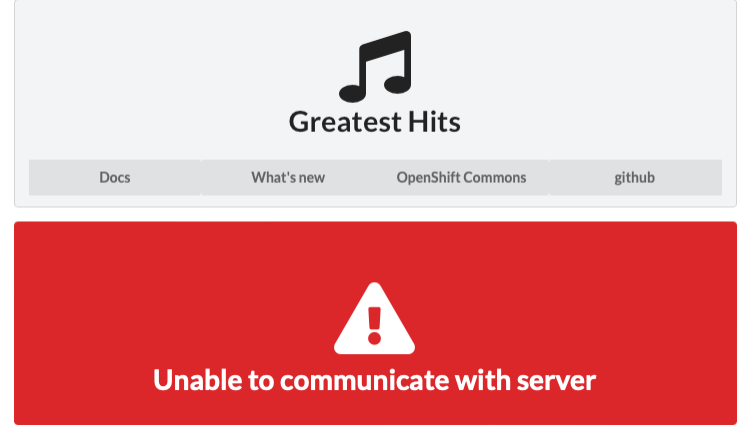 Greatest Hits
Docs What's new OpenShift Commons github
Unable to communicate with server